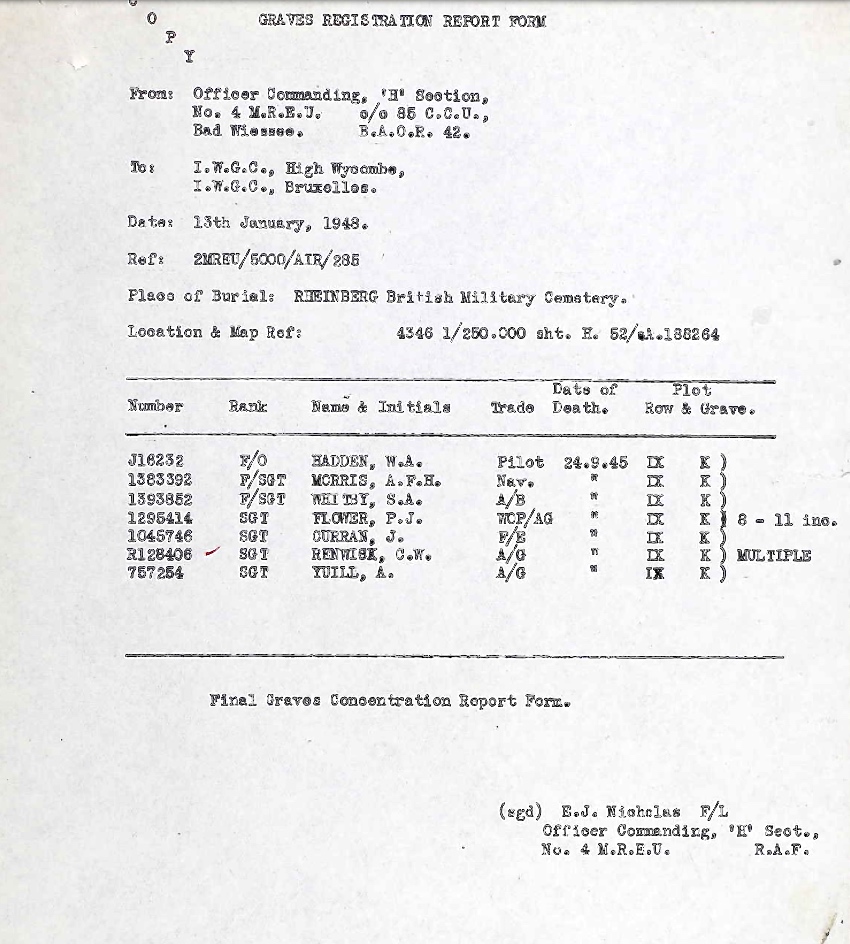 C
O
P
Y
GRAVES REGISTRATION REPORT FORM
From: Officer Commanding, 'H' Section,
No. 4 M.R.E.U. c/o 85 C.C.U.,
Bad Wiessee. B.A.O.R. 42.
To: I.W.G.C., High Wycombe,
I.W.G.C., Bruxelles.
Date: 13th January, 1948.
Ref: 2MREU/5000/AIR/285
Place of Burial: RHEINBERG British Military Cemetery.
Location & Map Ref: 4346 1/250.000 sht. K. 52/sA.188264
Number Rank Name & Initials Trade Date of Death. Plot Row & Grave.
J16232 F/O HADDEN, W.A. Pilot 24.9.45 IX K )
1383392 F/SGT MORRIS, A.F.H. Nav. " IX K )
1393852 F/SGT WHITBY, S.A. A/B " IX K )
1295414 SGT FLOWER, P.J. WOP/AG " IX K ) 8 - 11 inc.
1045746 SGT CURRAN, J. F/E " IX K )
R128406 SGT RENWISK, C.W. A/G " IX K ) MULTIPLE
757254 SGT YUILL, A. A/G " IX K )
Final Graves Concentration Report Form.
(sgd) E.J. Nicholas F/L
Officer Commanding, 'H' Sect.,
No. 4 M.R.E.U. R.A.F.